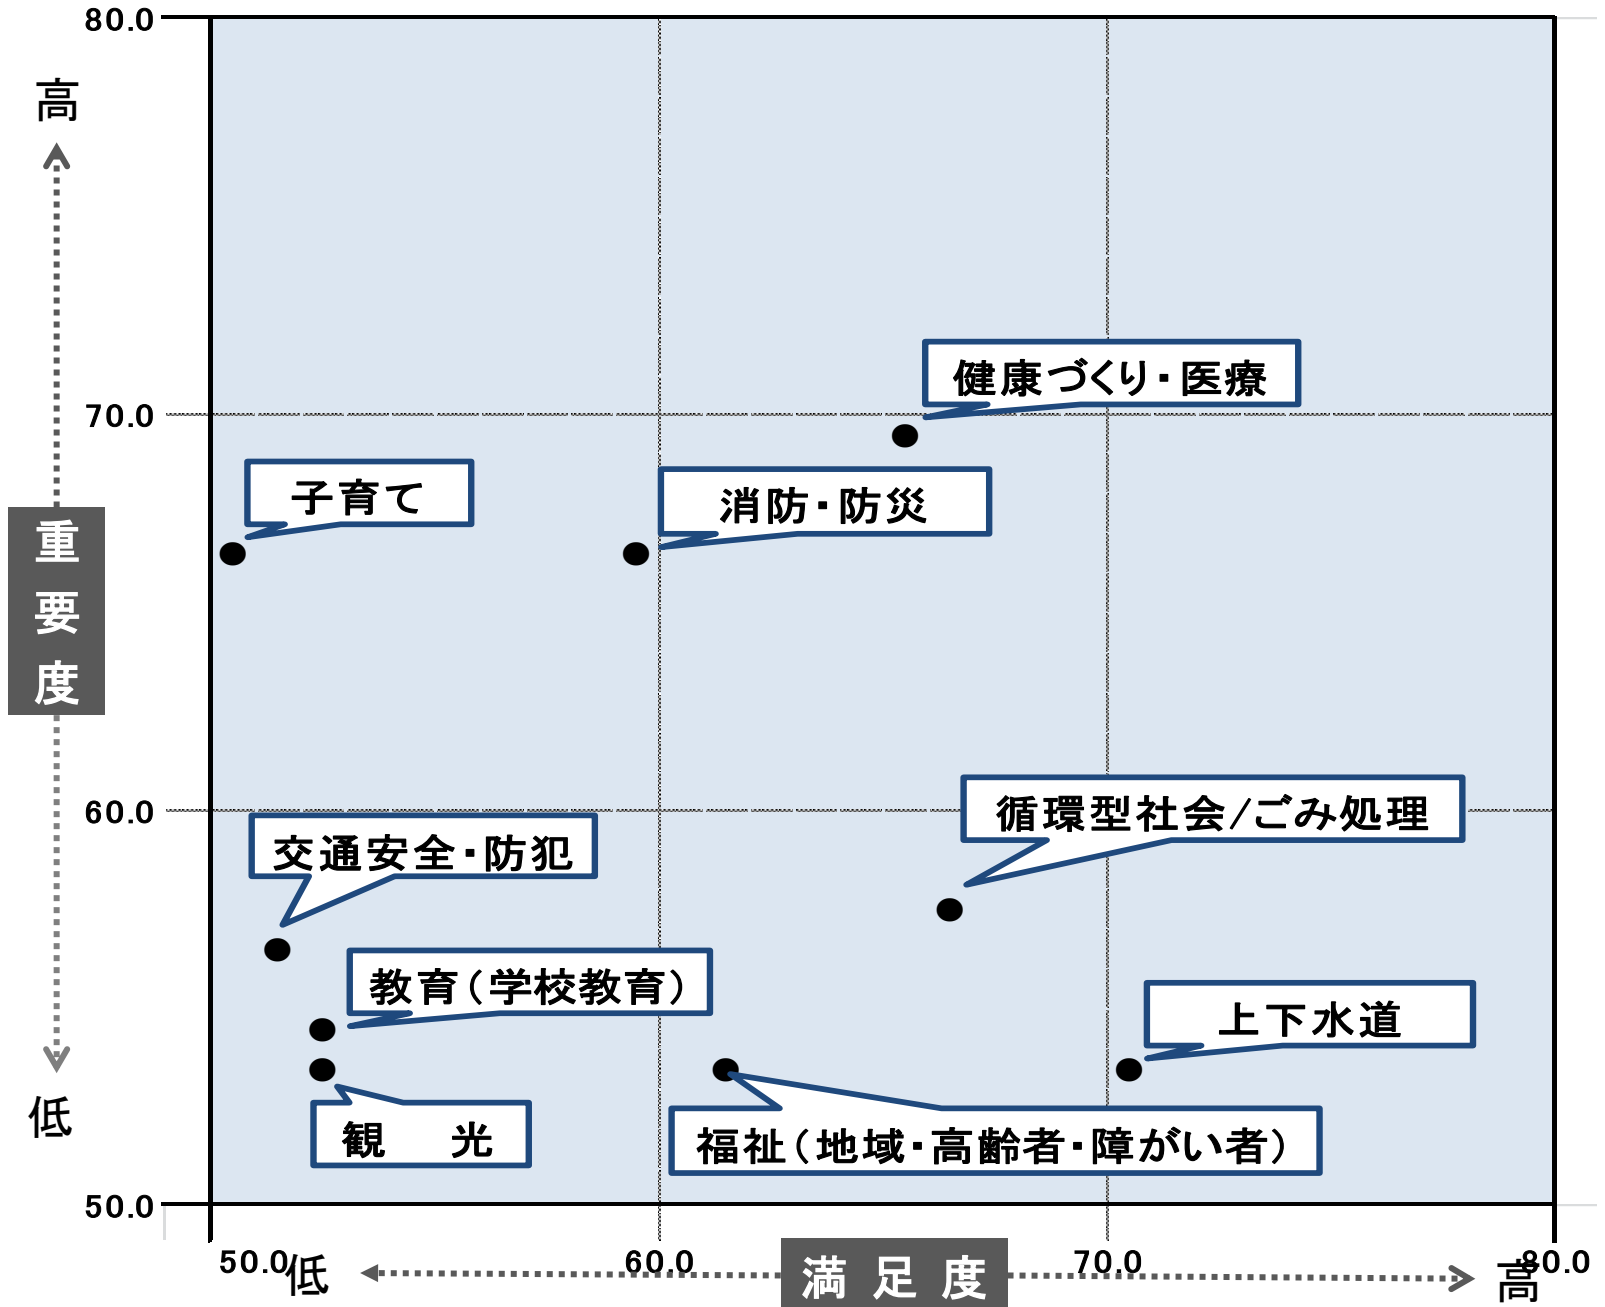 80.0
高
健康づくり・医療
70.0
子育て
消防・防災
重要度
循環型社会/ごみ処理
60.0
交通安全・防犯
教育(学校教育)
上下水道
低
観　光
福祉(地域・高齢者・障がい者)
50.0
50.0
低
60.0
満足度
70.0
高
80.0